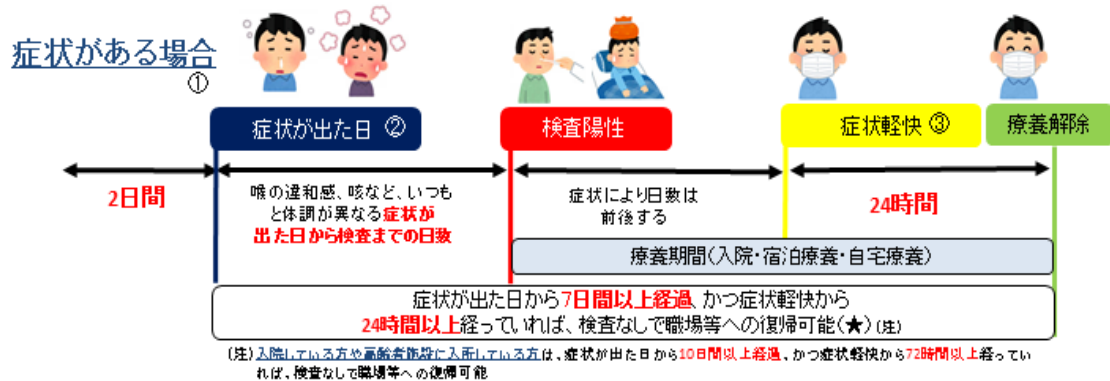 症状がある場合
①
症状が出た日 ②
検査陽性
症状軽快 ③
療養解除
2日間
喉の違和感、咳など、いつも
と体調が異なる症状が
出た日から検査までの日数
症状により日数は
前後する
24時間
療養期間(入院・宿泊療養・自宅療養)
症状が出た日から7日間以上経過、かつ症状軽快から
24時間以上経っていれば、検査なしで職場等への復帰可能(★)(注)
(注)入院している方や高齢者施設に入所している方は、症状が出た日から10日間以上経過、かつ症状軽快から72時間以上経ってい
れば、検査なしで職場等への復帰可能